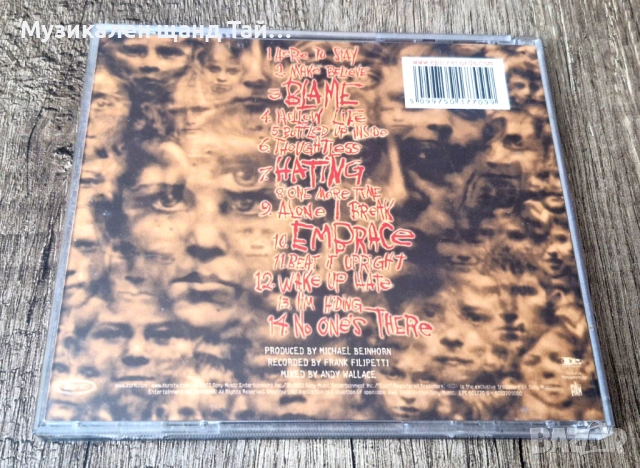 Музикален щанд Тай...
1 HERE TO STAY
2. MAKE BELIEVE
3. BLAME
4 HOLLOW LIFE
5 BOTTLED UP INSIDE
6 THOUGHTLESS
7. HATING
8 ONE MORE TIME
9. ALONE I BREAK
10. EMBRACE
11. BEAT IT UPRIGHT
12. WAKE UP HATE
13 I'M HIDING
14 NO ONE'S THERE
PRODUCED BY MICHAEL BEINHORN
RECORDED BY FRANK FILIPETTI
MIXED BY ANDY WALLACE
5099750177099